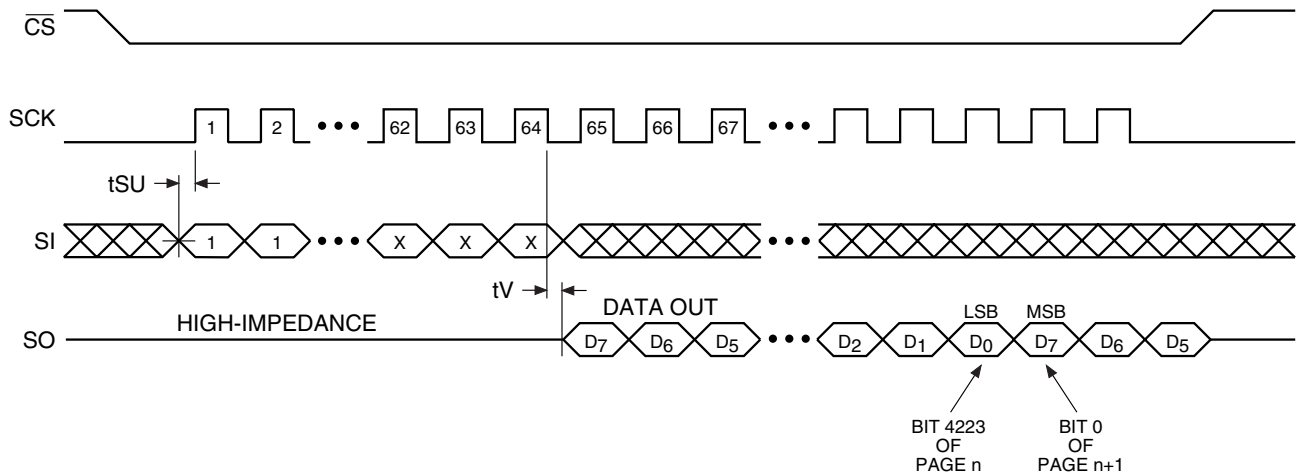 CS
SCK 1 2 ••• 62 63 64 65 66 67 •••
tSU
SI 1 1 ••• X X X •••
tV
HIGH-IMPEDANCE DATA OUT LSB MSB
SO D7 D6 D5 ••• D2 D1 D0 D7 D6 D5
BIT 4223
OF
PAGE n
BIT 0
OF
PAGE n+1